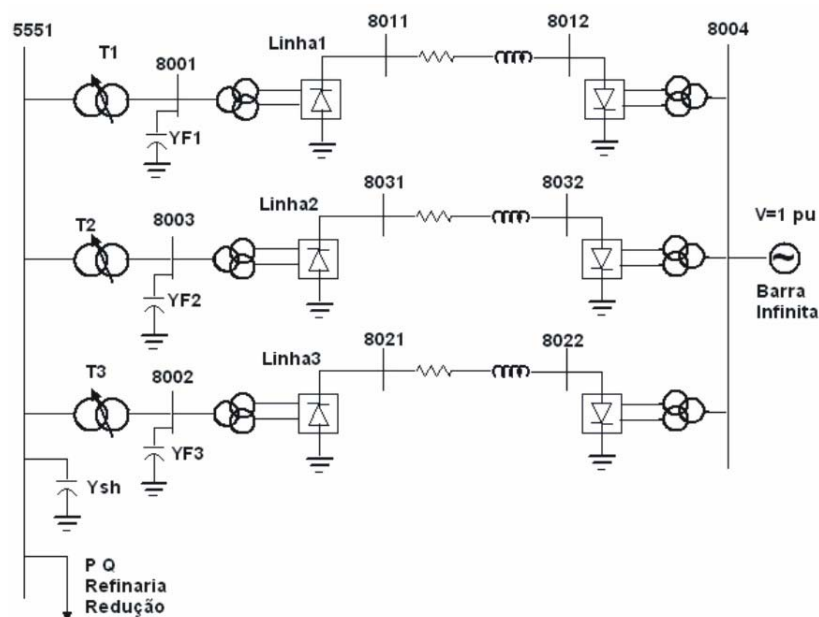 5551
T1
8001
YF1
Linha1
8011
8012
8004
T2
8003
YF2
Linha2
8031
8032
V=1 pu
~
Barra
Infinita
T3
8002
YF3
Linha3
8021
8022
Ysh
P Q
Refinaria
Redução